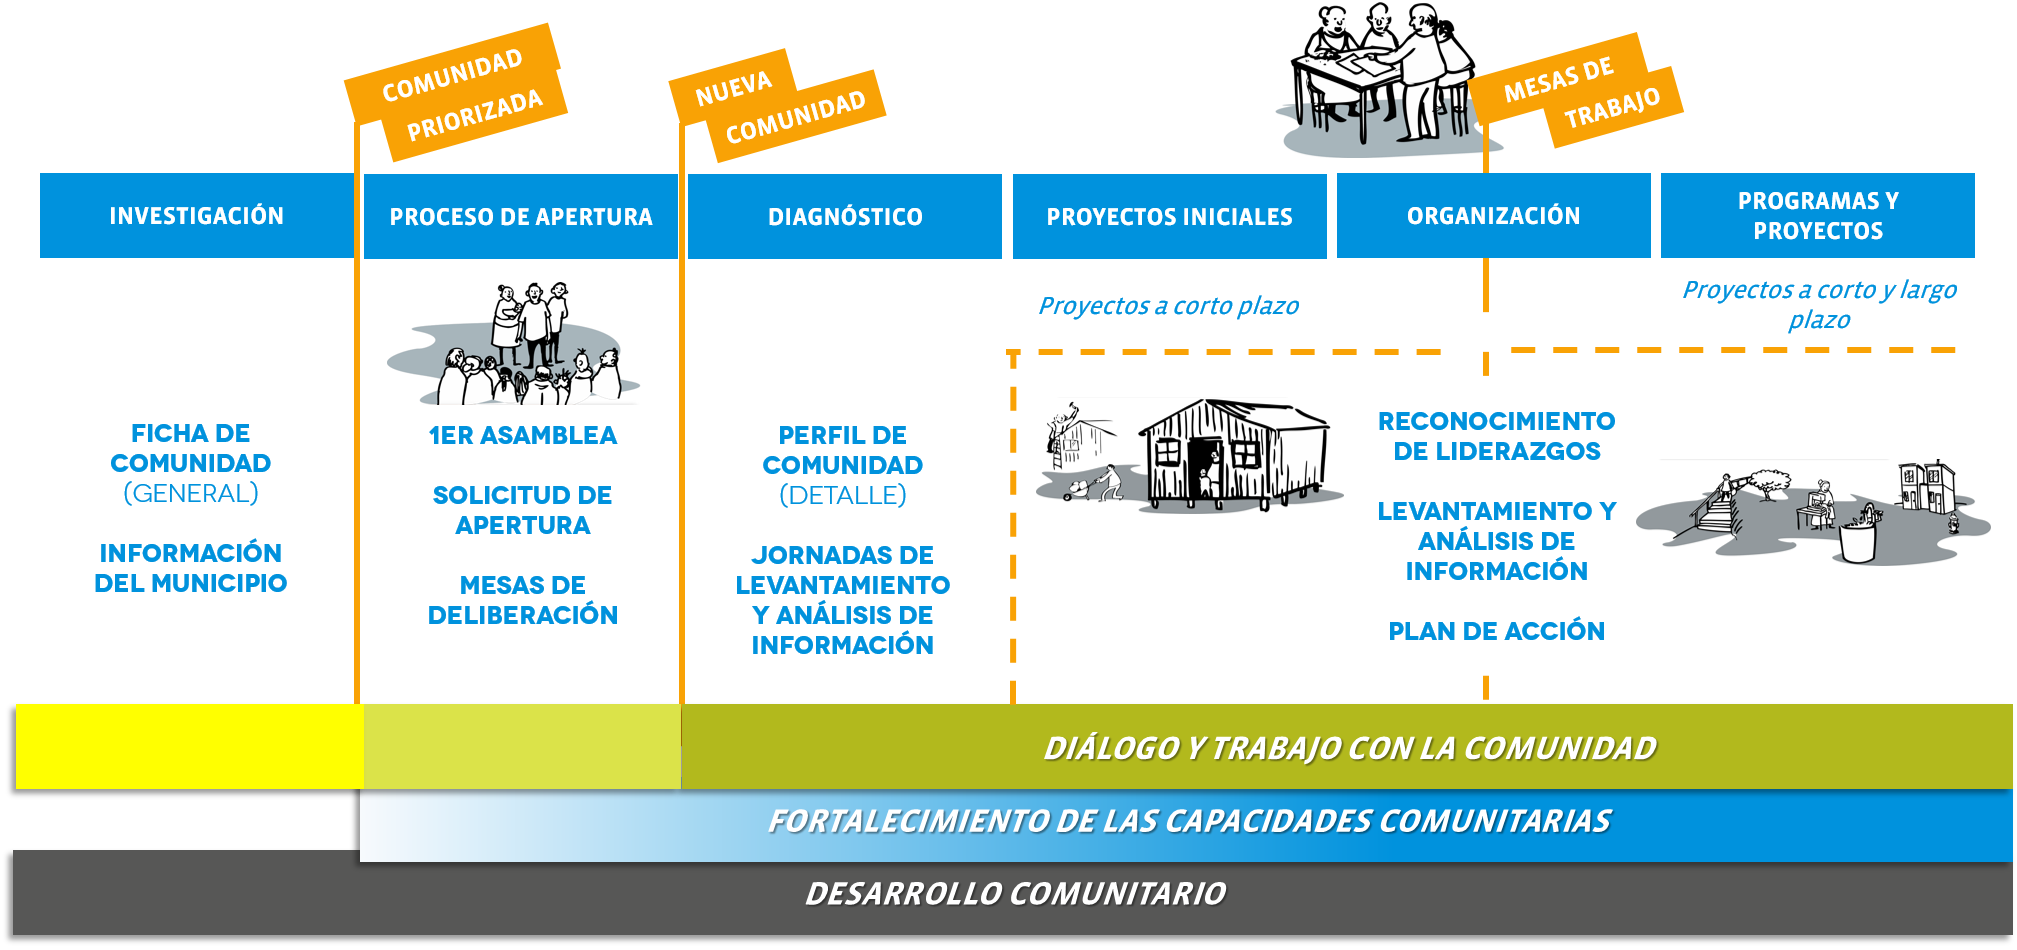 COMUNIDAD
PRIORIZADA
NUEVA
COMUNIDAD
MESAS DE
TRABAJO
INVESTIGACIÓN
PROCESO DE APERTURA
DIAGNÓSTICO
PROYECTOS INICIALES
ORGANIZACIÓN
PROGRAMAS Y
PROYECTOS
Proyectos a corto plazo
Proyectos a corto y largo
plazo
FICHA DE
COMUNIDAD
(GENERAL)
INFORMACIÓN
DEL MUNICIPIO
1ER ASAMBLEA
SOLICITUD DE
APERTURA
MESAS DE
DELIBERACIÓN
PERFIL DE
COMUNIDAD
(DETALLE)
JORNADAS DE
LEVANTAMIENTO
Y ANÁLISIS DE
INFORMACIÓN
RECONOCIMIENTO
DE LIDERAZGOS
LEVANTAMIENTO Y
ANÁLISIS DE
INFORMACIÓN
PLAN DE ACCIÓN
DIÁLOGO Y TRABAJO CON LA COMUNIDAD
FORTALECIMIENTO DE LAS CAPACIDADES COMUNITARIAS
DESARROLLO COMUNITARIO